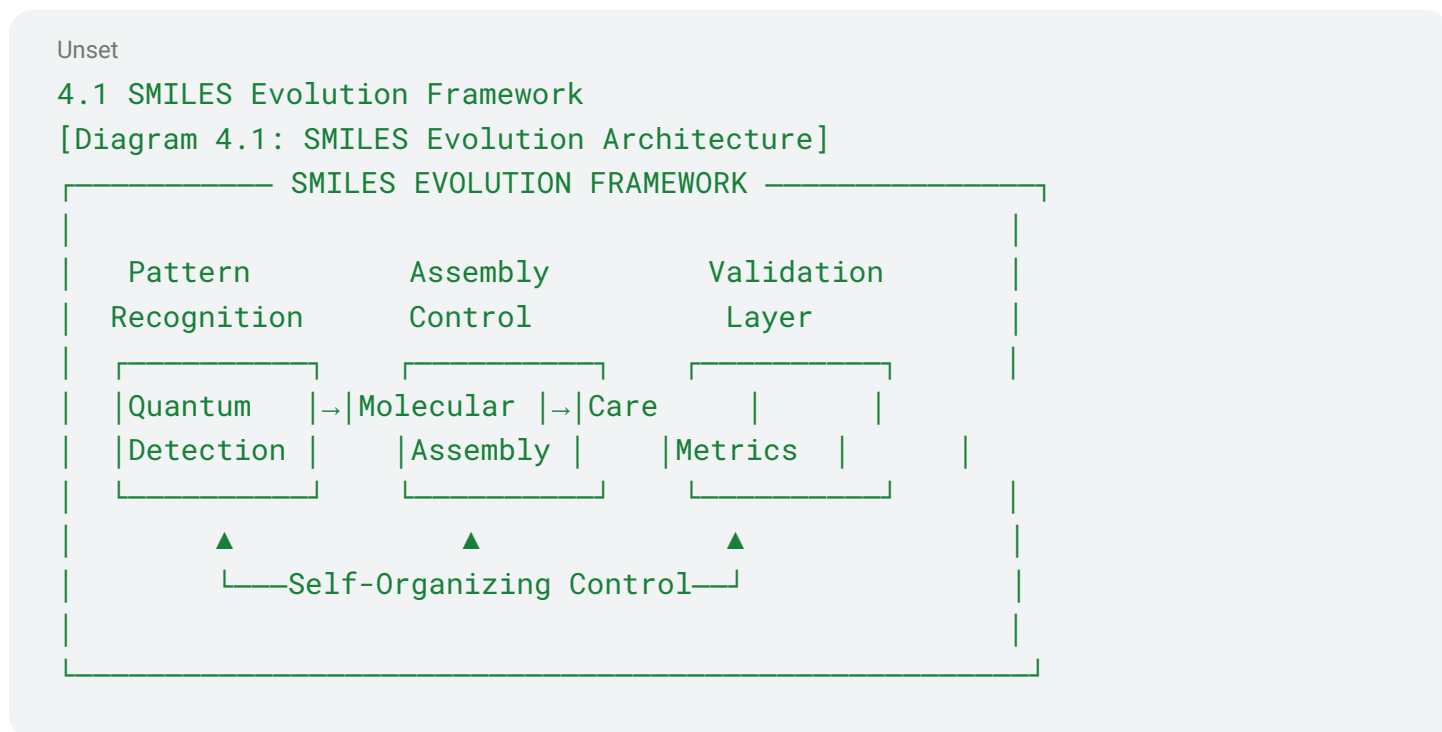 Unset
4.1 SMILES Evolution Framework
[Diagram 4.1: SMILES Evolution Architecture]
┌─────────── SMILES EVOLUTION FRAMEWORK ───────────────┐
│                                                    │
│   Pattern         Assembly         Validation       │
│  Recognition      Control           Layer           │
│  ┌──────────┐    ┌──────────┐    ┌──────────┐      │
│  │Quantum   │→│Molecular │→│Care     │      │
│  │Detection │    │Assembly │    │Metrics  │      │
│  └──────────┘    └──────────┘    └──────────┘      │
│        ▲             ▲              ▲               │
│        └───Self-Organizing Control──┘               │
│                                                    │
└─────────────────────────────────────────────────────┘